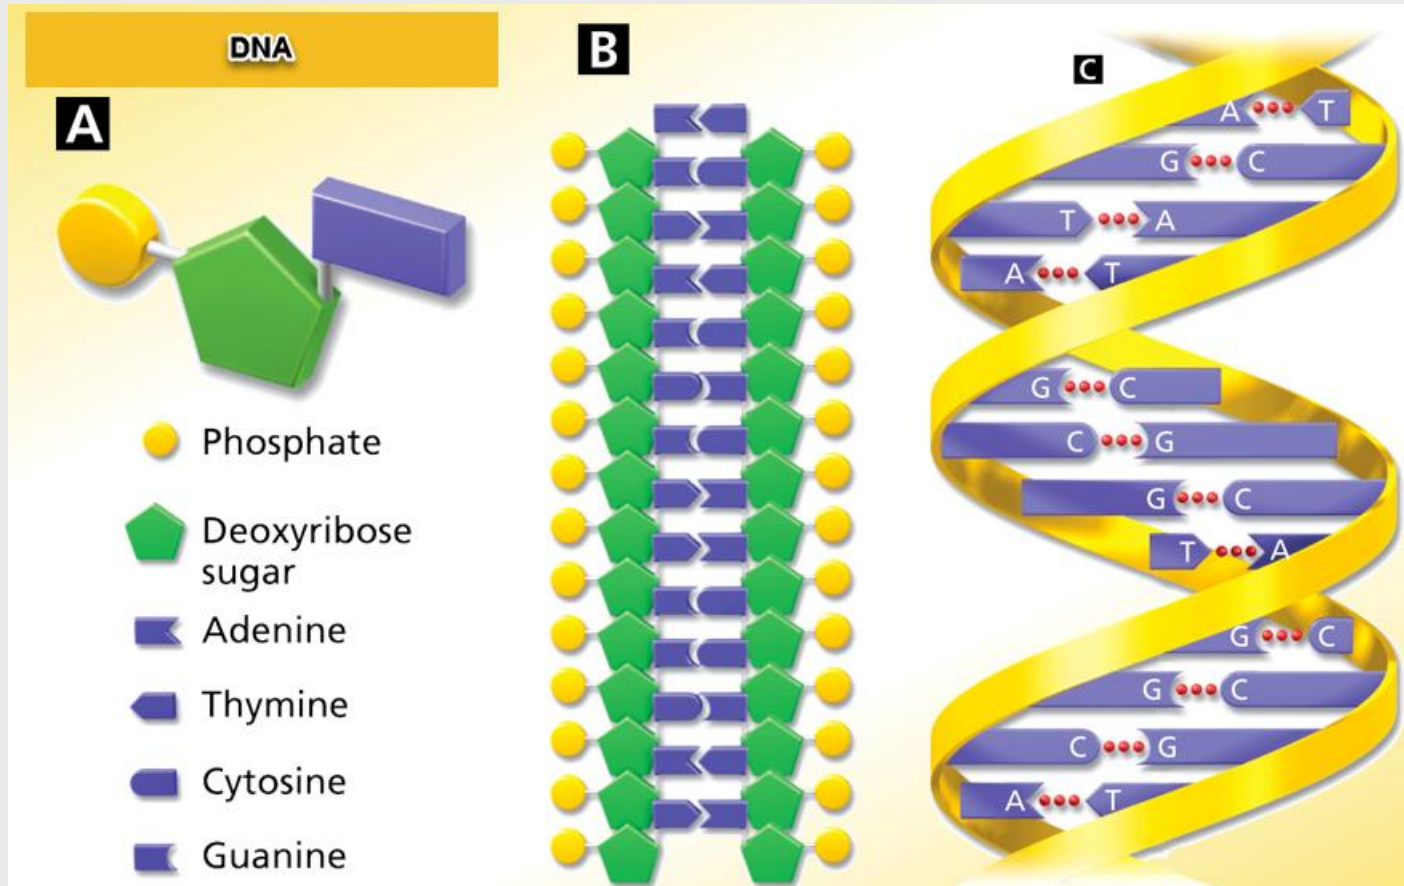 DNA
A
Phosphate
Deoxyribose
sugar
Adenine
Thymine
Cytosine
Guanine
B
C
A T
G C
T A
A T
G C
C G
G C
T A
G C
G C
C G
A T